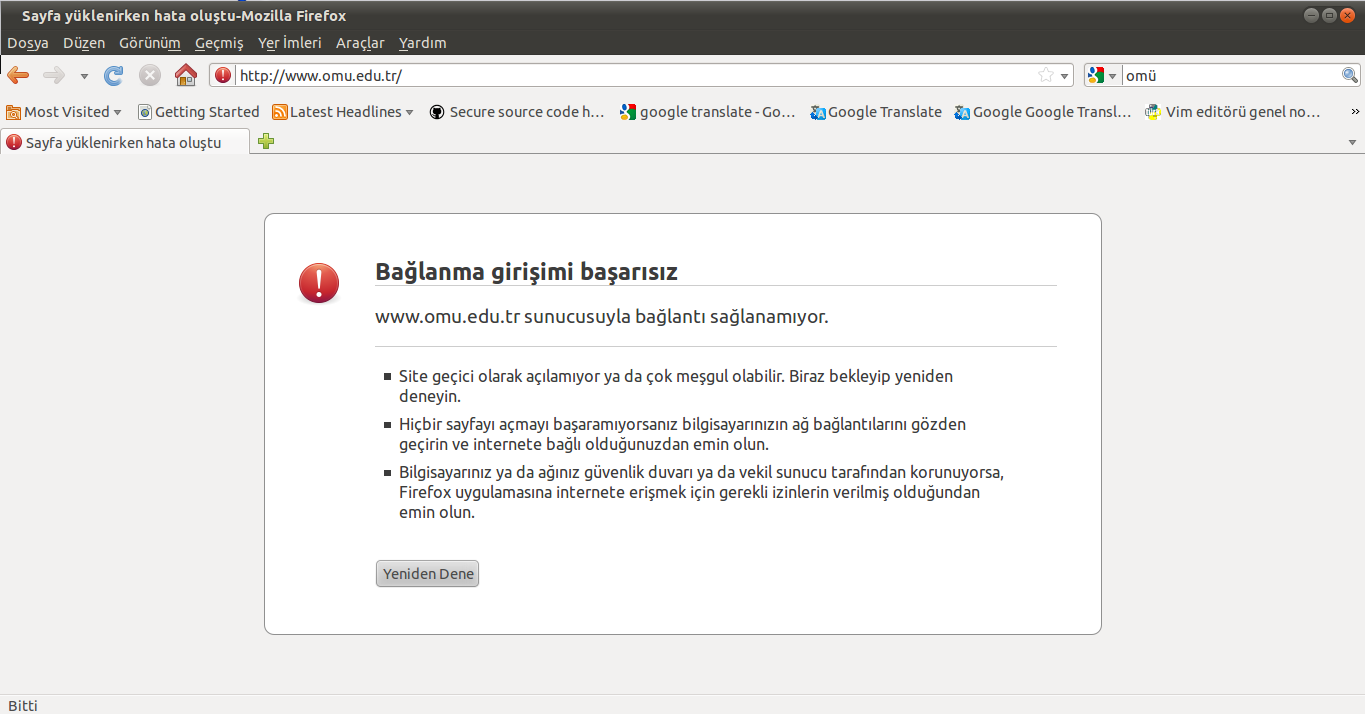 Sayfa yüklenirken hata oluştu-Mozilla Firefox
Dosya Düzen Görünüm Geçmiş Yer İmleri Araçlar Yardım
http://www.omu.edu.tr/ omü
Most Visited Getting Started Latest Headlines Secure source code h... google translate - Go... Google Translate Google Google Transl... Vim editörü genel no... »
Sayfa yüklenirken hata oluştu
Bağlanma girişimi başarısız
www.omu.edu.tr sunucusuyla bağlantı sağlanamıyor.
Site geçici olarak açılamıyor ya da çok meşgul olabilir. Biraz bekleyip yeniden
deneyin.
Hiçbir sayfayı açmayı başaramıyorsanız bilgisayarınızın ağ bağlantılarını gözden
geçirin ve internete bağlı olduğunuzdan emin olun.
Bilgisayarınız ya da ağınız güvenlik duvarı ya da vekil sunucu tarafından korunuyorsa,
Firefox uygulamasına internete erişmek için gerekli izinlerin verilmiş olduğundan
emin olun.
Yeniden Dene
Bitti